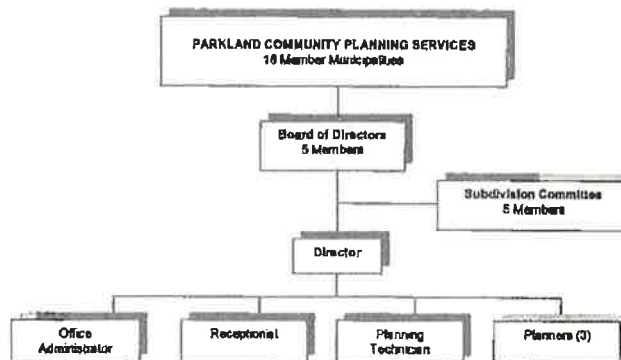 PARKLAND COMMUNITY PLANNING SERVICES
16 Member Municipalities
Board of Directors
5 Members
Subdivision Committee
5 Members
Director
Office
Administrator
Receptionist
Planning
Technician
Planners (3)